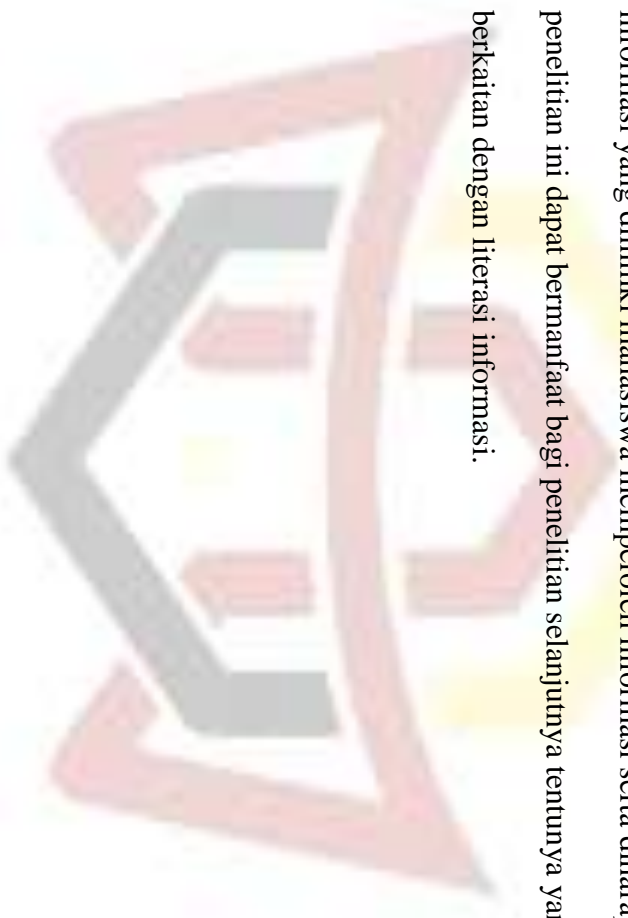 informasi yang dimiliki mahasiswa memperoleh informasi serta
penelitian ini dapat bermanfaat bagi penelitian selanjutnya tentunya
berkaitan dengan literasi informasi.